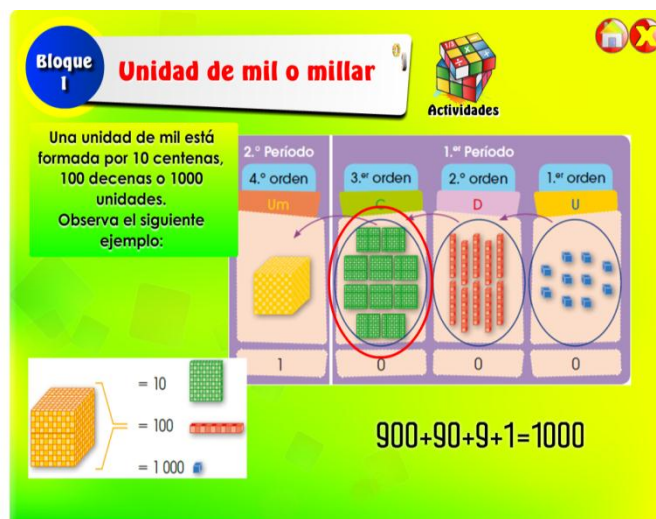 Bloque
1
Unidad de mil o millar
Actividades
Una unidad de mil está
formada por 10 centenas,
100 decenas o 1000
unidades.
Observa el siguiente
ejemplo:
2.° Período 1.er Período
4.° orden 3.er orden 2.° orden 1.er orden
Um C D U
1 0 0 0
= 10
= 100
= 1 000
900+90+9+1=1000